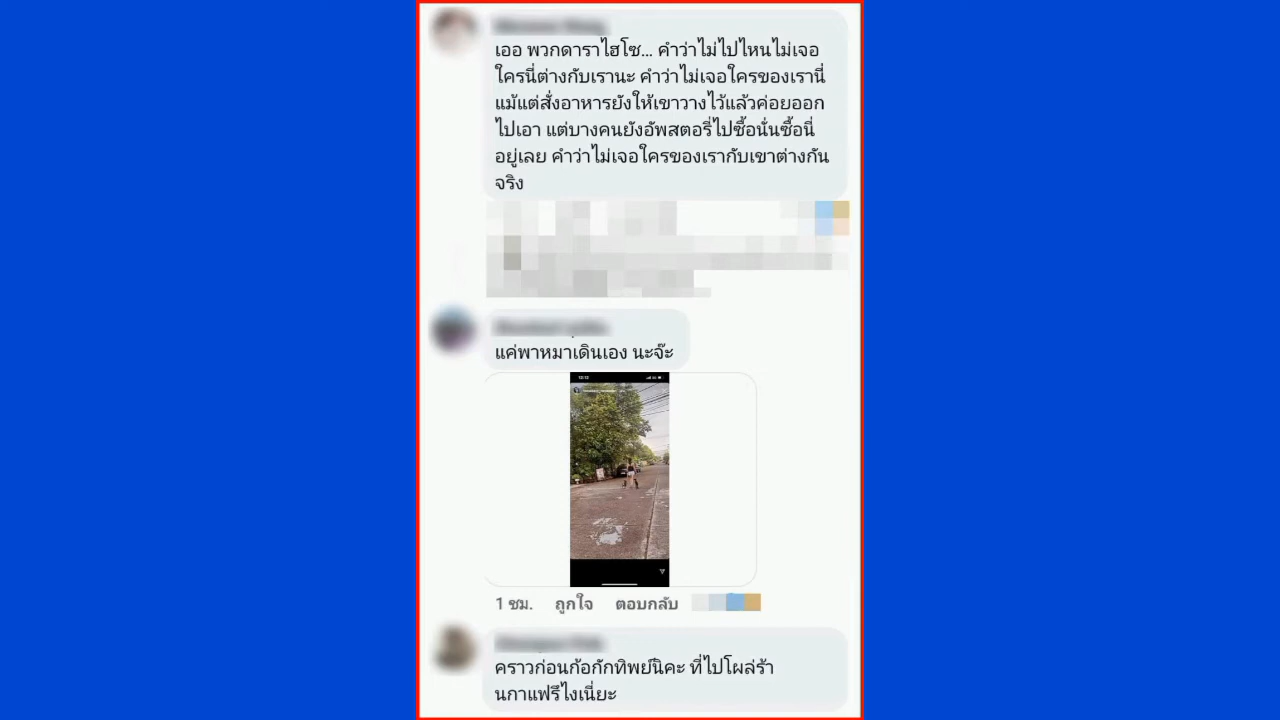 เออ พวกดาราไฮโซ... คำว่าไม่ไปไหนไม่เจอ
ใครนี่ต่างกับเรานะ คำว่าไม่เจอใครของเรานี่
แม้แต่สั่งอาหารยังให้เขาวางไว้แล้วค่อยออก
ไปเอา แต่บางคนยังอัพสตอรี่ไปซื้อนั่นซื้อนี่
อยู่เลย คำว่าไม่เจอใครของเรากับเขาต่างกัน
จริง
แค่พาหมาเดินเอง นะจ๊ะ
1 ชม. ถูกใจ ตอบกลับ
คราวก่อนก้อกักทิพย์นิคะ ที่ไปโผล่ร้า
นกาแฟรึไงเนี่ยะ